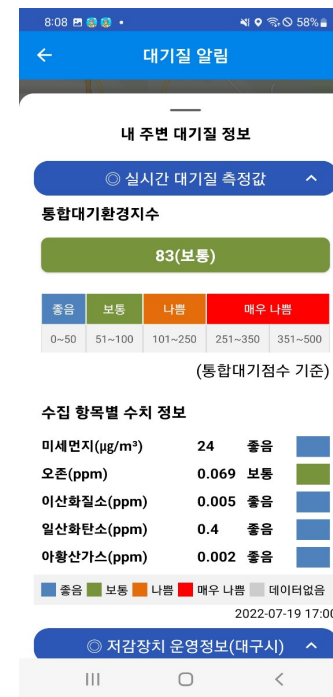 8:08
58%
대기질 알림
내 주변 대기질 정보
◎ 실시간 대기질 측정값
통합대기환경지수
83(보통)
좋음 보통 나쁨 매우 나쁨
0~50 51~100 101~250 251~350 351~500
(통합대기점수 기준)
수집 항목별 수치 정보
미세먼지(㎍/m³) 24 좋음
오존(ppm) 0.069 보통
이산화질소(ppm) 0.005 좋음
일산화탄소(ppm) 0.4 좋음
아황산가스(ppm) 0.002 좋음
좋음 보통 나쁨 매우 나쁨 데이터없음
2022-07-19 17:00
◎ 저감장치 운영정보(대구시)